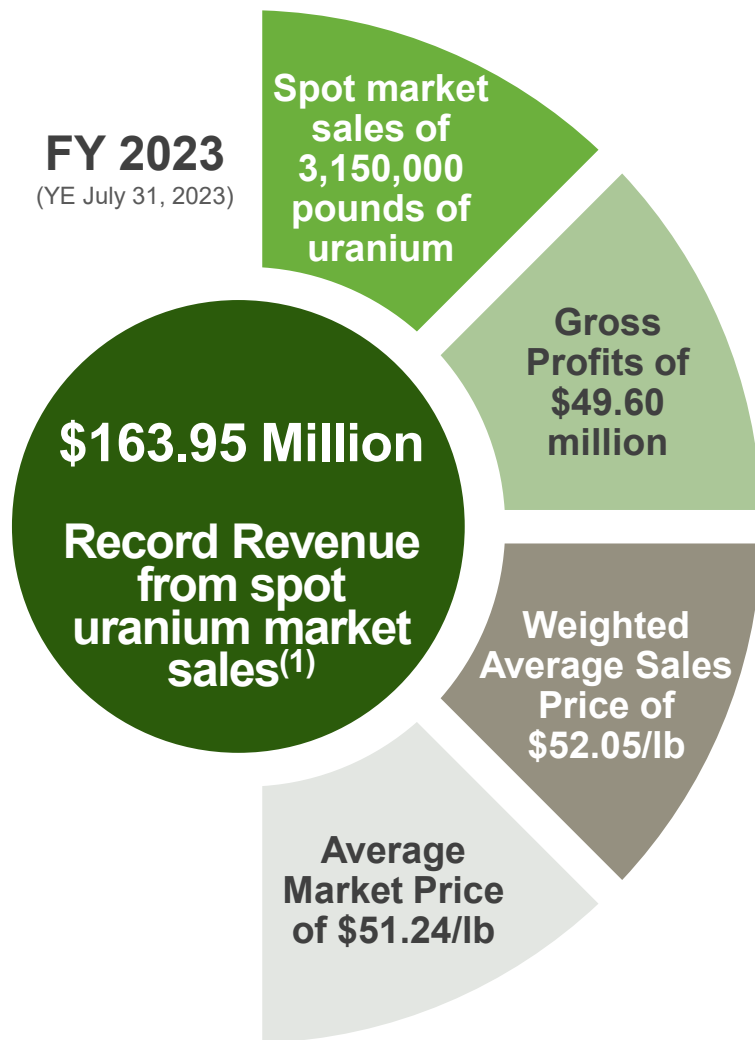 FY 2023
(YE July 31, 2023)
Spot market
sales of
3,150,000
pounds of
uranium
Gross
Profits of
$49.60
million
$163.95 Million
Record Revenue
from spot
uranium market
sales(1)
Weighted
Average Sales
Price of
$52.05/lb
Average
Market Price
of $51.24/lb